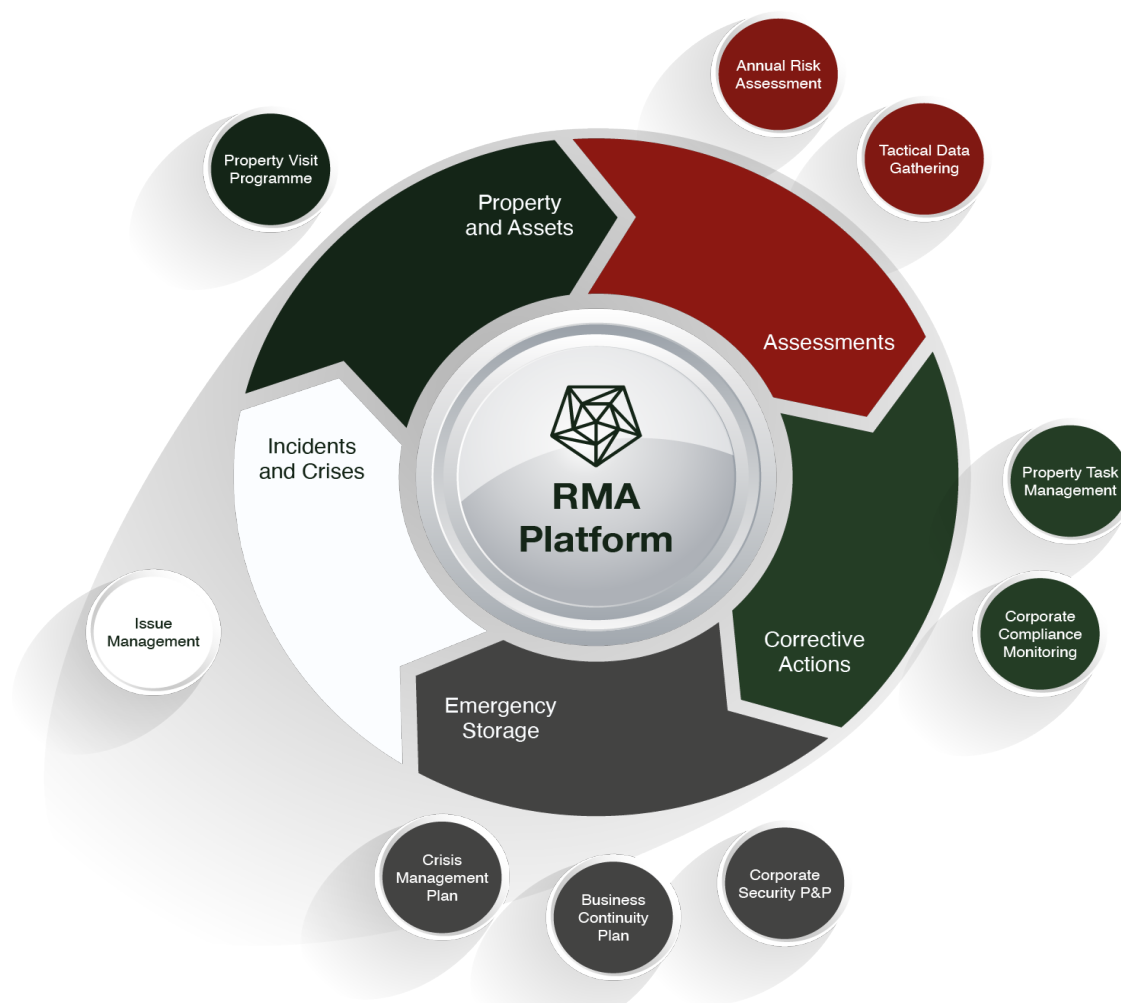 Annual Risk
Assessment
Tactical Data
Gathering
Property Visit
Programme
Property
and Assets
Assessments
Incidents
and Crises
RMA
Platform
Property Task
Management
Issue
Management
Corporate
Compliance
Monitoring
Corrective
Actions
Emergency
Storage
Crisis
Management
Plan
Business
Continuity
Plan
Corporate
Security P&P